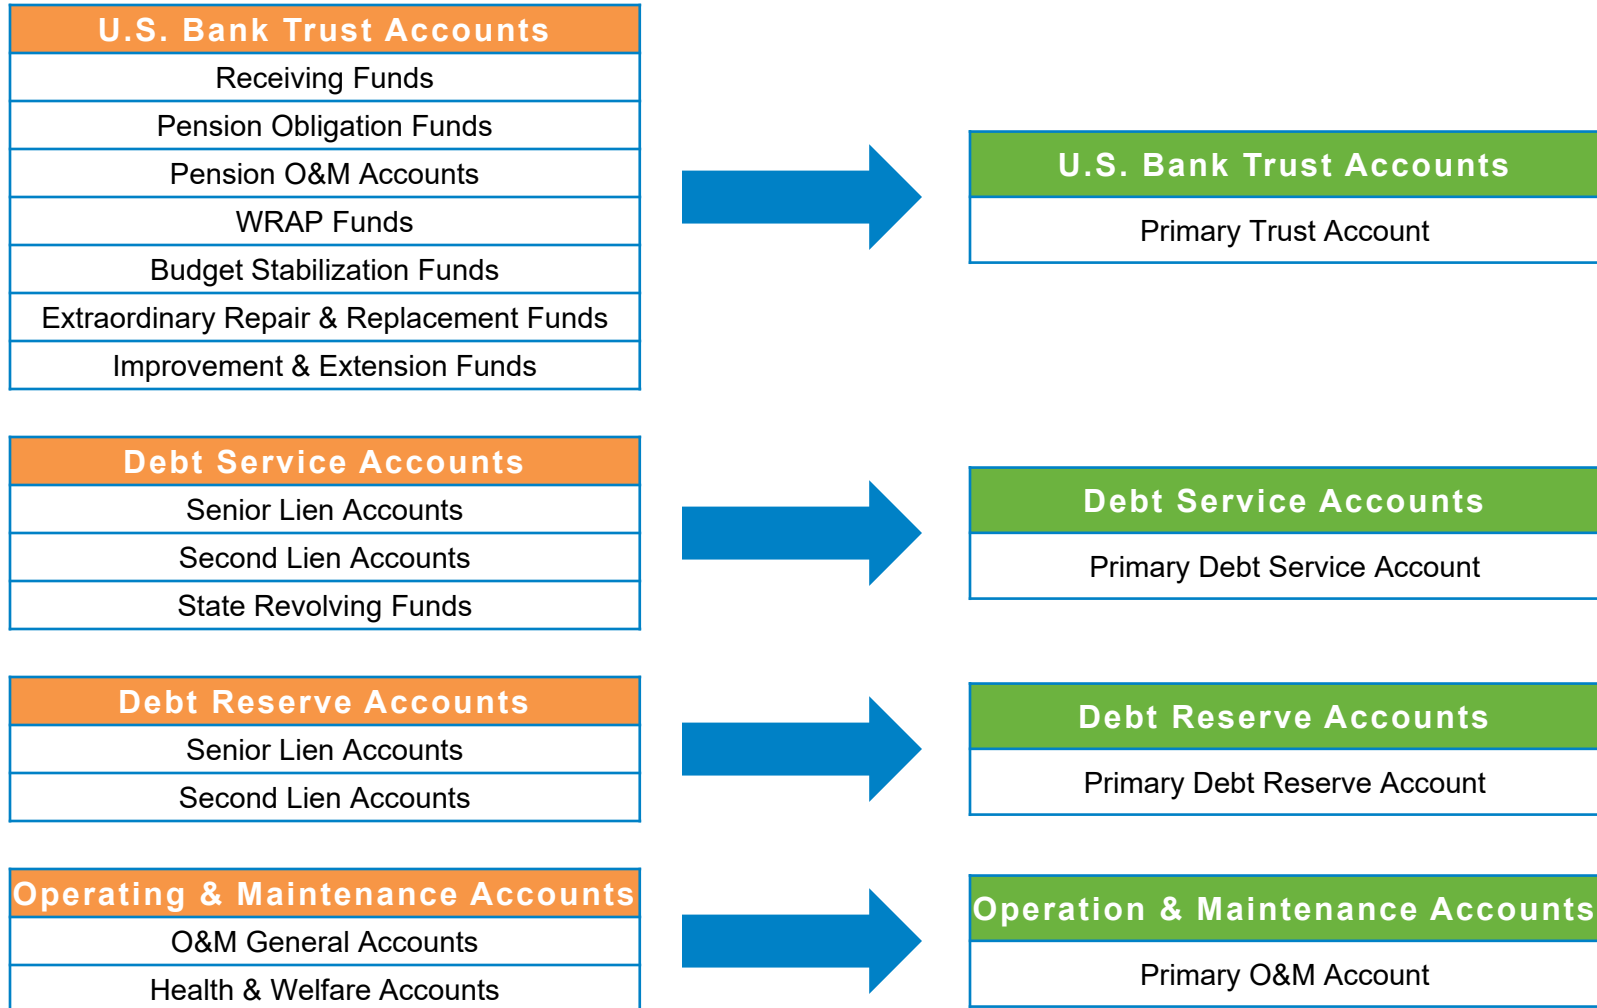 U.S. Bank Trust Accounts
Receiving Funds
Pension Obligation Funds
Pension O&M Accounts
WRAP Funds
Budget Stabilization Funds
Extraordinary Repair & Replacement Funds
Improvement & Extension Funds
U.S. Bank Trust Accounts
Primary Trust Account
Debt Service Accounts
Senior Lien Accounts
Second Lien Accounts
State Revolving Funds
Debt Service Accounts
Primary Debt Service Account
Debt Reserve Accounts
Senior Lien Accounts
Second Lien Accounts
Debt Reserve Accounts
Primary Debt Reserve Account
Operating & Maintenance Accounts
O&M General Accounts
Health & Welfare Accounts
Operation & Maintenance Accounts
Primary O&M Account